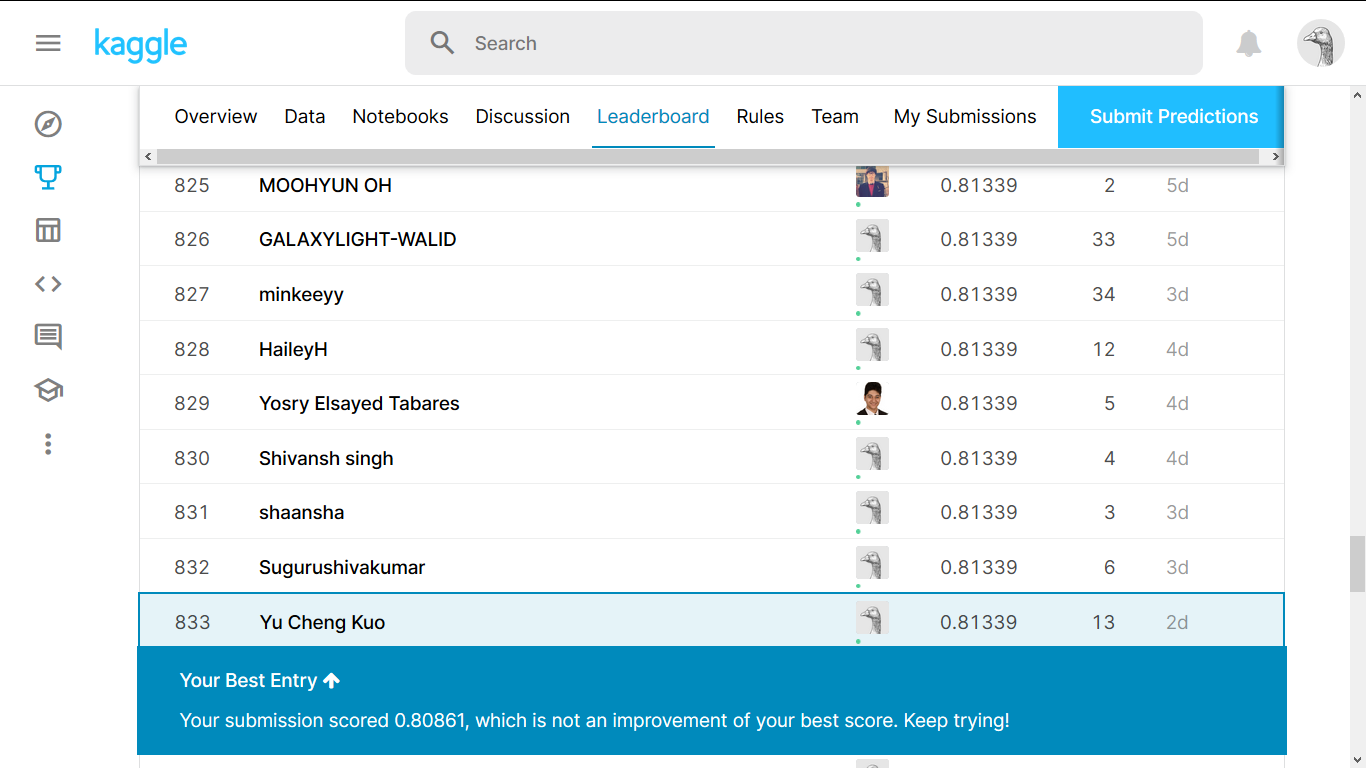 kaggle
Search
Overview Data Notebooks Discussion Leaderboard Rules Team My Submissions Submit Predictions
825 MOOHYUN OH 0.81339 2 5d
826 GALAXYLIGHT-WALID 0.81339 33 5d
827 minkeeyy 0.81339 34 3d
828 HaileyH 0.81339 12 4d
829 Yosry Elsayed Tabares 0.81339 5 4d
830 Shivansh singh 0.81339 4 4d
831 shaansha 0.81339 3 3d
832 Sugurushivakumar 0.81339 6 3d
833 Yu Cheng Kuo 0.81339 13 2d
Your Best Entry
Your submission scored 0.80861, which is not an improvement of your best score. Keep trying!